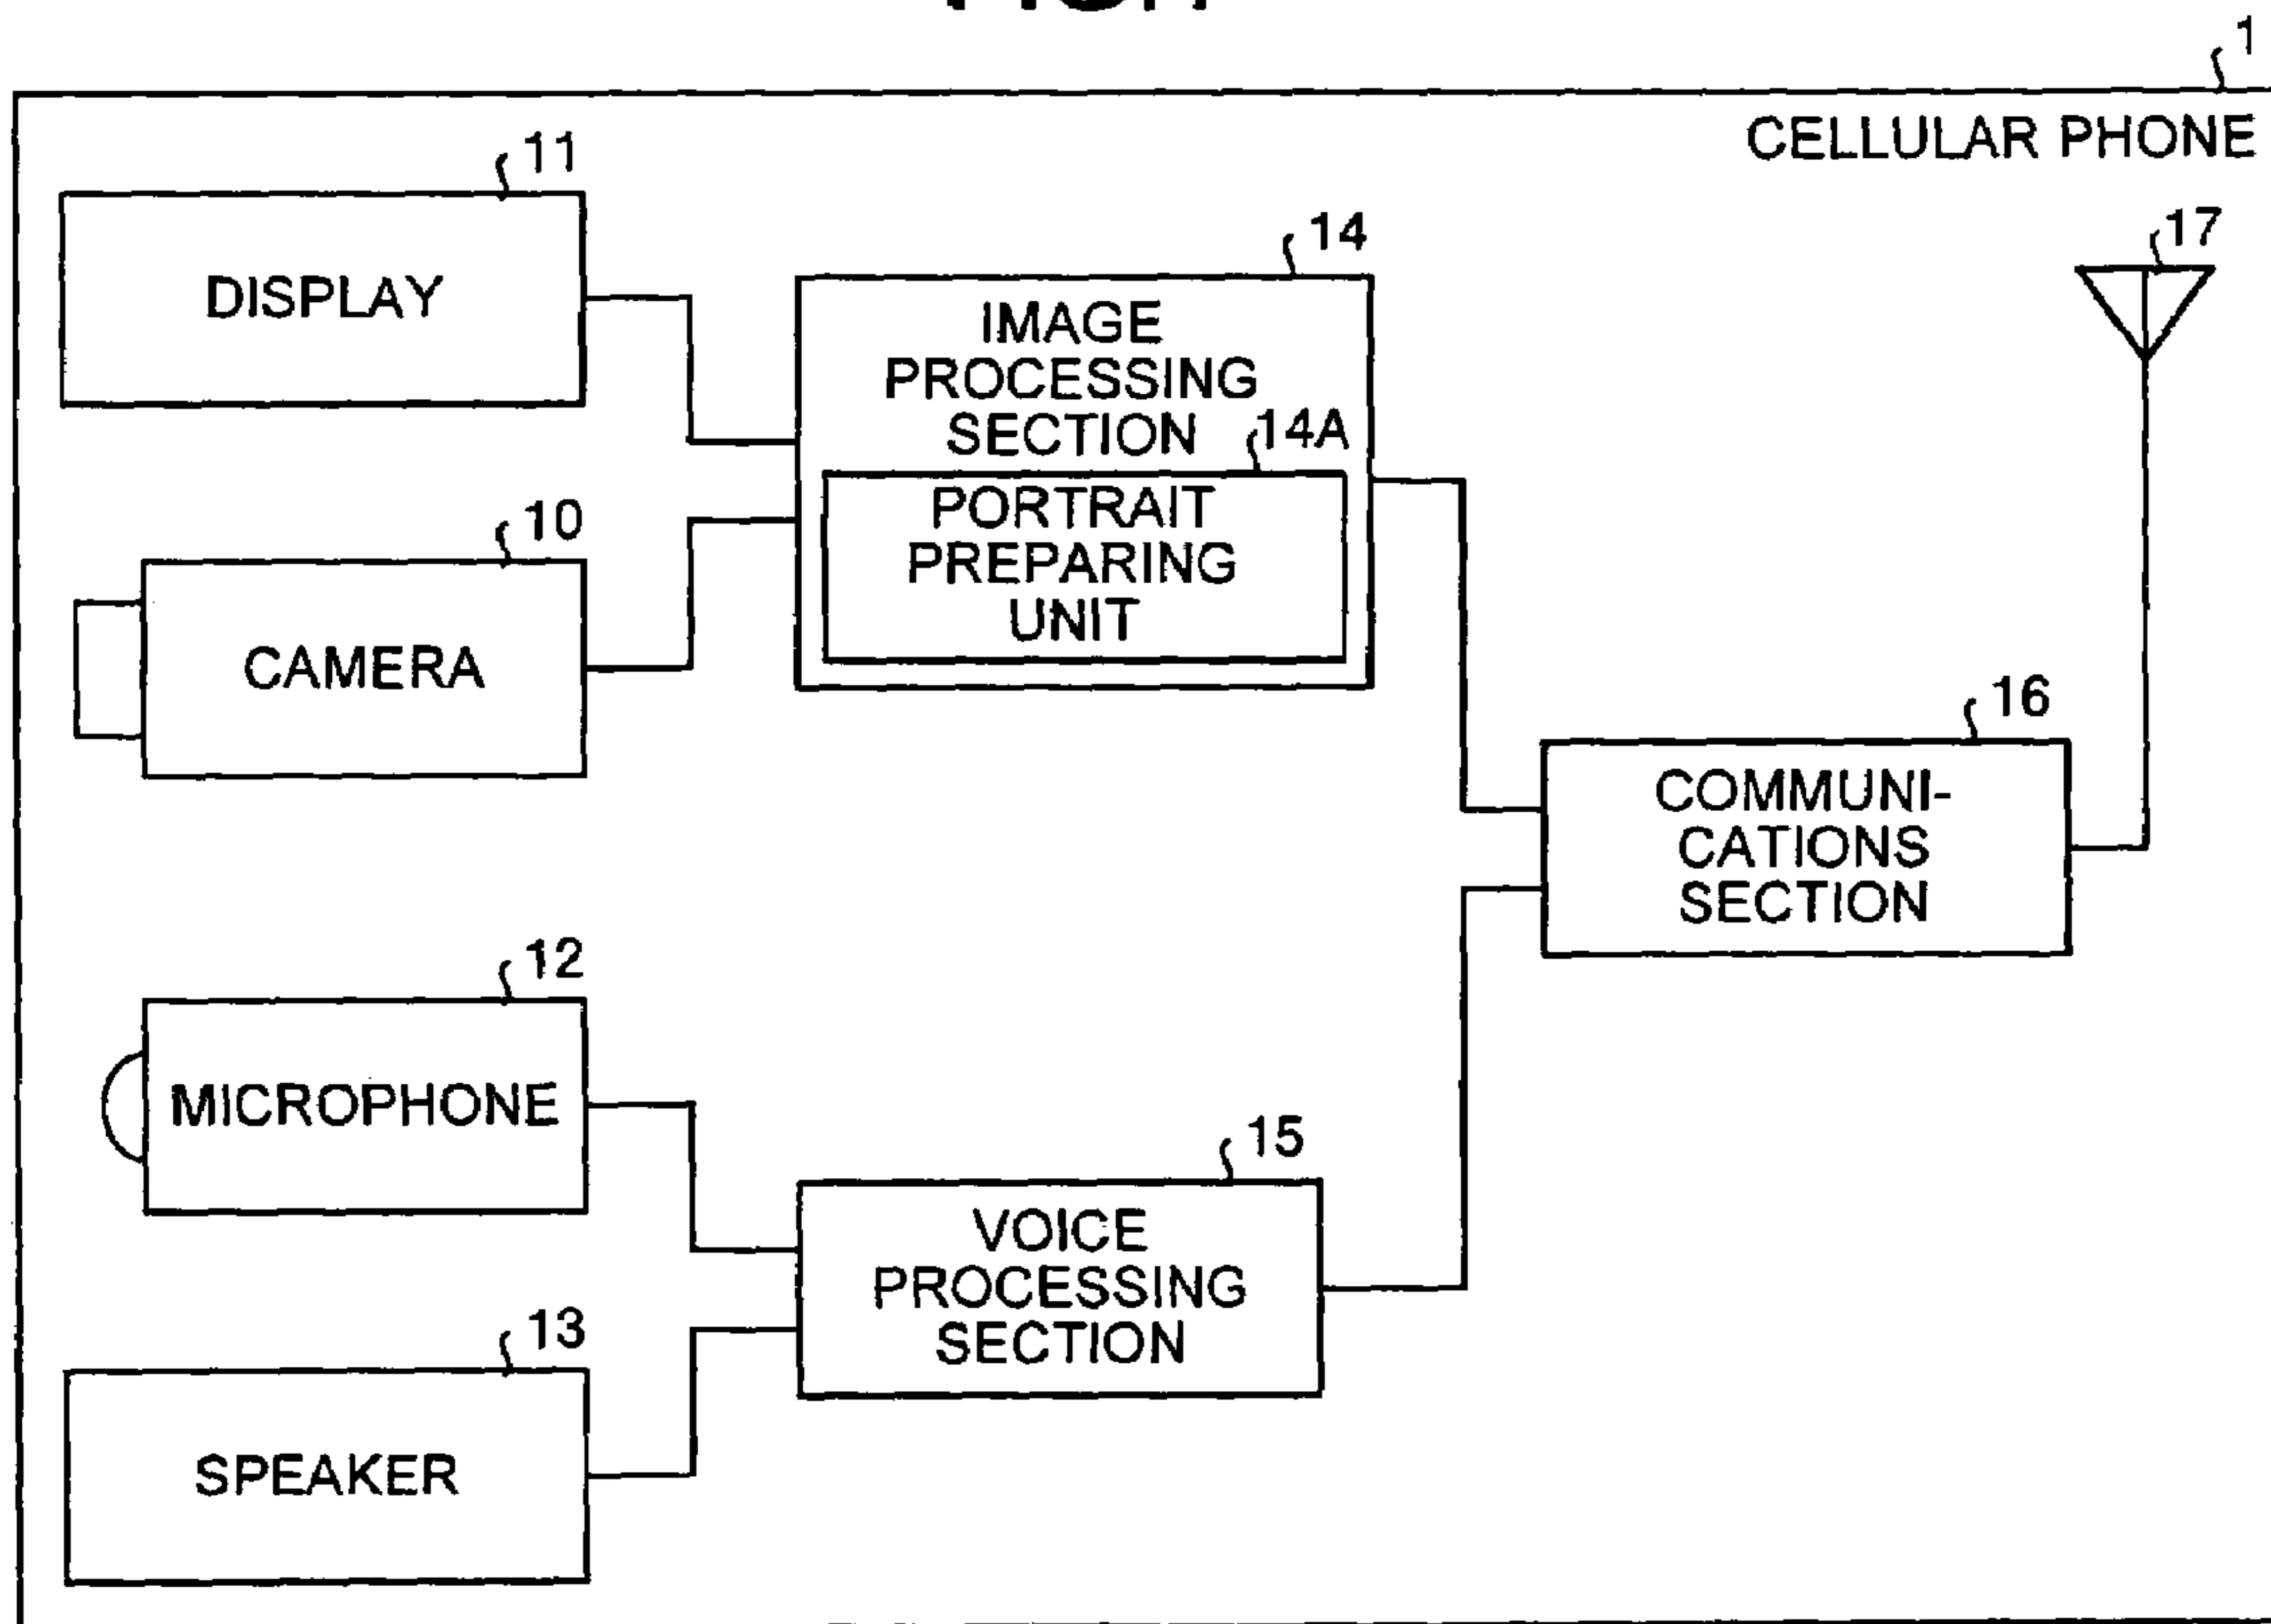 1
CELLULAR PHONE
11
DISPLAY
14
IMAGE
PROCESSING
SECTION
14A
PORTRAIT
PREPARING
UNIT
17
10
CAMERA
16
COMMUNI-
CATIONS
SECTION
12
MICROPHONE
15
VOICE
PROCESSING
SECTION
13
SPEAKER